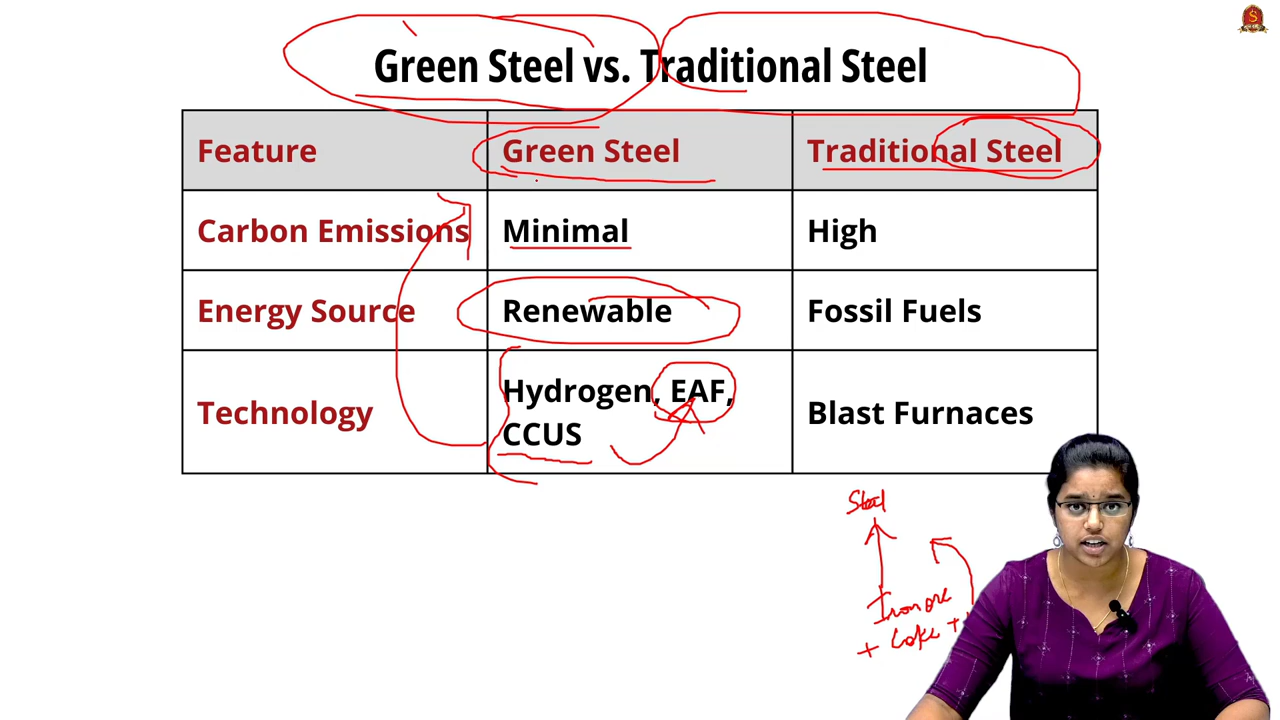 Green Steel vs. Traditional Steel
Feature Green Steel Traditional Steel
Carbon Emissions Minimal High
Energy Source Renewable Fossil Fuels
Technology Hydrogen, EAF, CCUS Blast Furnaces
Steel
Iron ore
+ Coke +